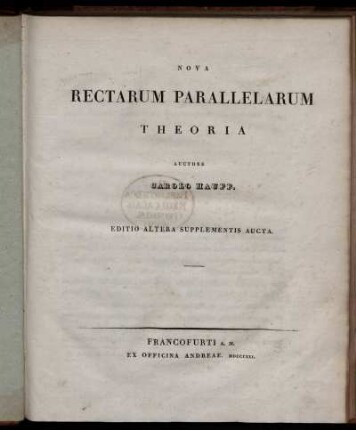 NOVA
RECTARUM PARALLELARUM
THEORIA
AUCTORE
CAROLO HAUFF.
EDITIO ALTERA SUPPLEMENTIS AUCTA.
FRANCOFURTI A. M.
EX OFFICINA ANDREAE.